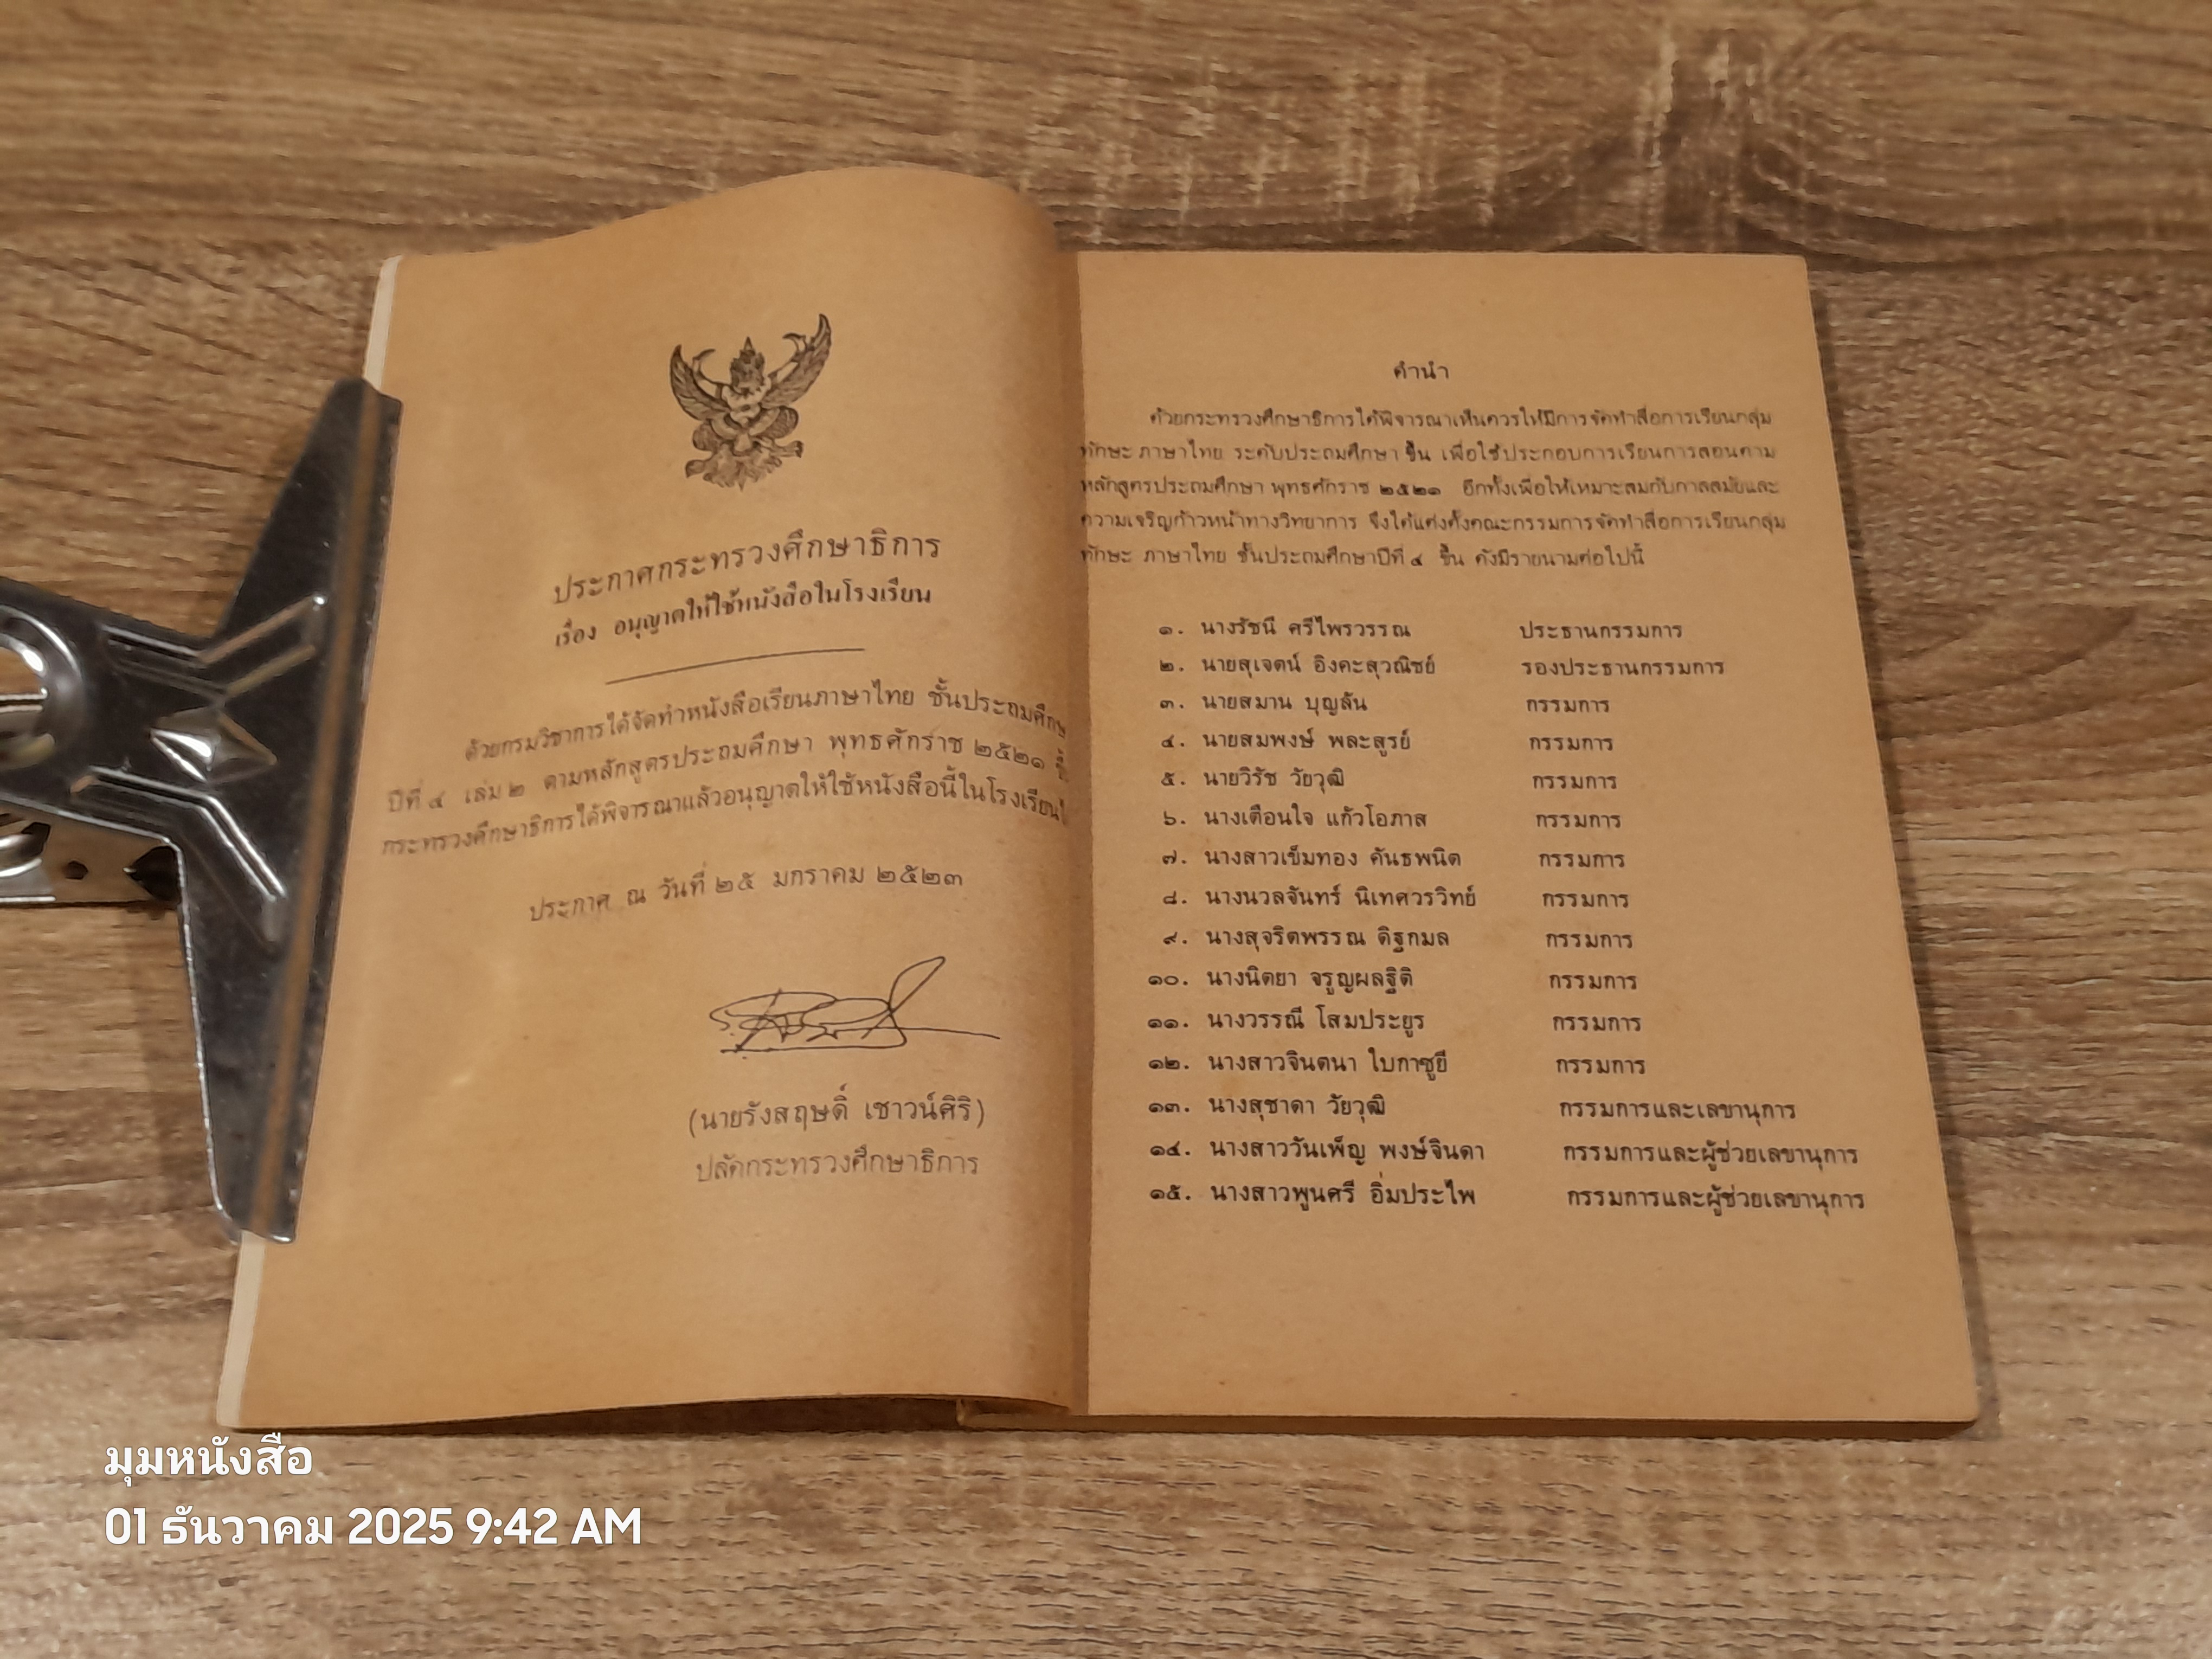 ประกาศกระทรวงศึกษาธิการ
เรื่อง อนุญาตให้ใช้หนังสือในโรงเรียน
ด้วยกรมวิชาการได้จัดทำหนังสือเรียนภาษาไทย ชั้นประถมศึกษ
ปีที่ ๔ เล่ม ๒ ตามหลักสูตรประถมศึกษา พุทธศักราช ๒๕๒๑ ขึ้
กระทรวงศึกษาธิการได้พิจารณาแล้วอนุญาตให้ใช้หนังสือนี้ในโรงเรียนไ
ประกาศ ณ วันที่ ๒๕ มกราคม ๒๕๒๓
(นายรังสฤษดิ์ เชาวน์ศิริ)
ปลัดกระทรวงศึกษาธิการ
คำนำ
ด้วยกระทรวงศึกษาธิการได้พิจารณาเห็นควรให้มีการจัดทำสื่อการเรียนกลุ่ม
ทักษะ ภาษาไทย ระดับประถมศึกษา ขึ้น เพื่อใช้ประกอบการเรียนการสอนตาม
หลักสูตรประถมศึกษา พุทธศักราช ๒๕๒๑ อีกทั้งเพื่อให้เหมาะสมกับกาลสมัยและ
ความเจริญก้าวหน้าทางวิทยาการ จึงได้แต่งตั้งคณะกรรมการจัดทำสื่อการเรียนกลุ่ม
ทักษะ ภาษาไทย ชั้นประถมศึกษาปีที่ ๔ ขึ้น ดังมีรายนามต่อไปนี้
๑. นางรัชนี ศรีไพรวรรณ ประธานกรรมการ
๒. นายสุเจตน์ อิงคะสุวณิชย์ รองประธานกรรมการ
๓. นายสมาน บุญลัน กรรมการ
๔. นายสมพงษ์ พละสูรย์ กรรมการ
๕. นายวิรัช วัยวุฒิ กรรมการ
๖. นางเตือนใจ แก้วโอภาส กรรมการ
๗. นางสาวเข็มทอง คันธพนิต กรรมการ
๘. นางนวลจันทร์ นิเทศวรวิทย์ กรรมการ
๙. นางสุจริตพรรณ ดิฐกมล กรรมการ
๑๐. นางนิตยา จรูญผลฐิติ กรรมการ
๑๑. นางวรรณี โสมประยูร กรรมการ
๑๒. นางสาวจินตนา ใบกาซูยี กรรมการ
๑๓. นางสุชาดา วัยวุฒิ กรรมการและเลขานุการ
๑๔. นางสาววันเพ็ญ พงษ์จินดา กรรมการและผู้ช่วยเลขานุการ
๑๕. นางสาวพูนศรี อิ่มประไพ กรรมการและผู้ช่วยเลขานุการ
มุมหนังสือ
01 ธันวาคม 2025 9:42 AM